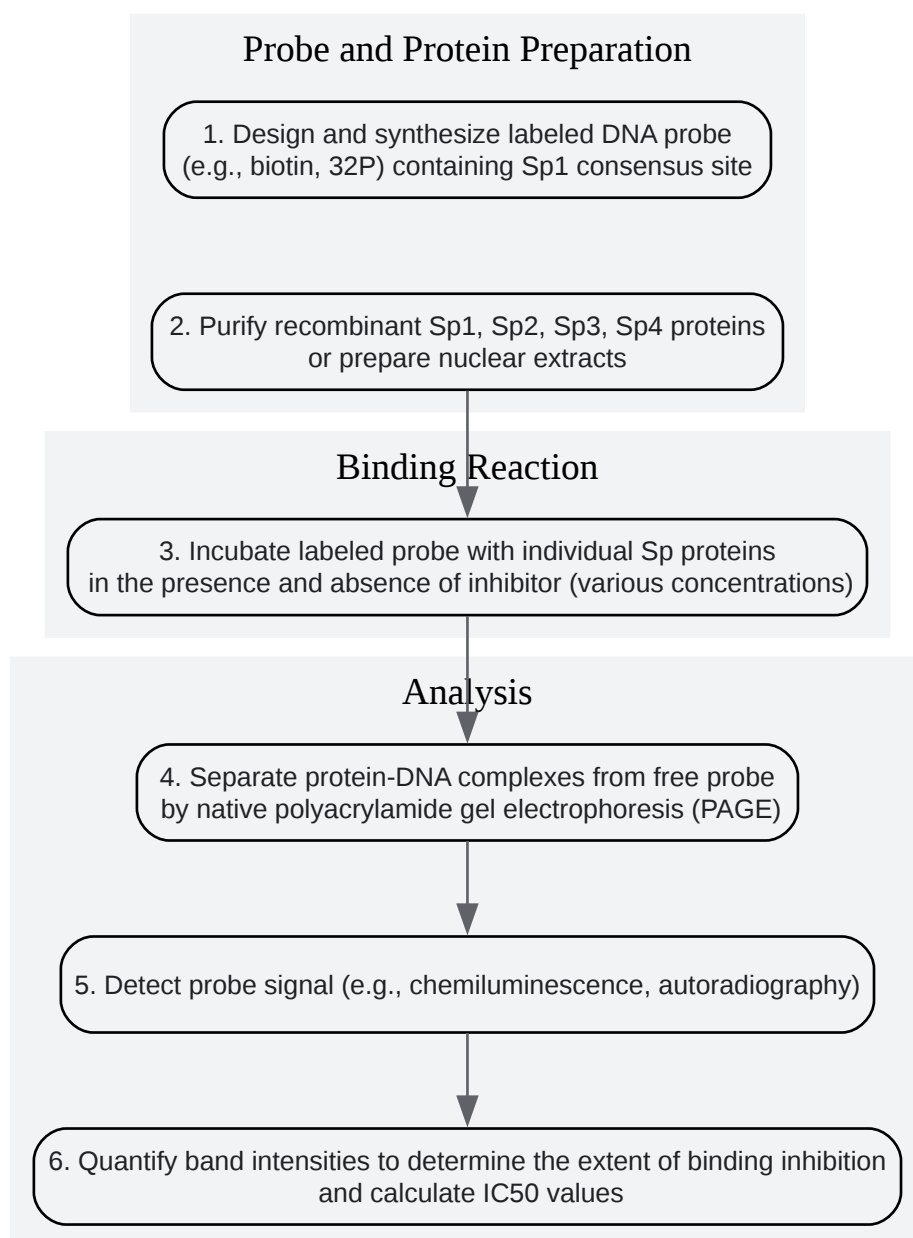 Probe and Protein Preparation
1. Design and synthesize labeled DNA probe
(e.g., biotin, 32P) containing Sp1 consensus site
2. Purify recombinant Sp1, Sp2, Sp3, Sp4 proteins
or prepare nuclear extracts
Binding Reaction
3. Incubate labeled probe with individual Sp proteins
in the presence and absence of inhibitor (various concentrations)
Analysis
4. Separate protein-DNA complexes from free probe
by native polyacrylamide gel electrophoresis (PAGE)
5. Detect probe signal (e.g., chemiluminescence, autoradiography)
6. Quantify band intensities to determine the extent of binding inhibition
and calculate IC50 values